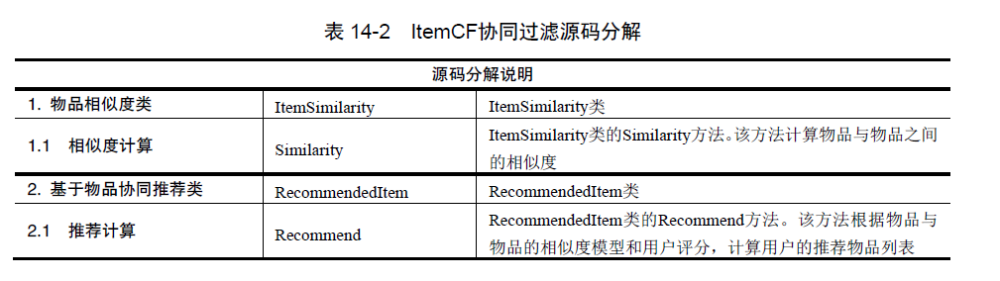 表 14-2 ItemCF协同过滤源码分解
源码分解说明
1. 物品相似度类 ItemSimilarity ItemSimilarity类
1.1 相似度计算 Similarity ItemSimilarity类的Similarity方法。该方法计算物品与物品之间
的相似度
2. 基于物品协同推荐类 RecommendedItem RecommendedItem类
2.1 推荐计算 Recommend RecommendedItem类的Recommend方法。该方法根据物品与
物品的相似度模型和用户评分，计算用户的推荐物品列表